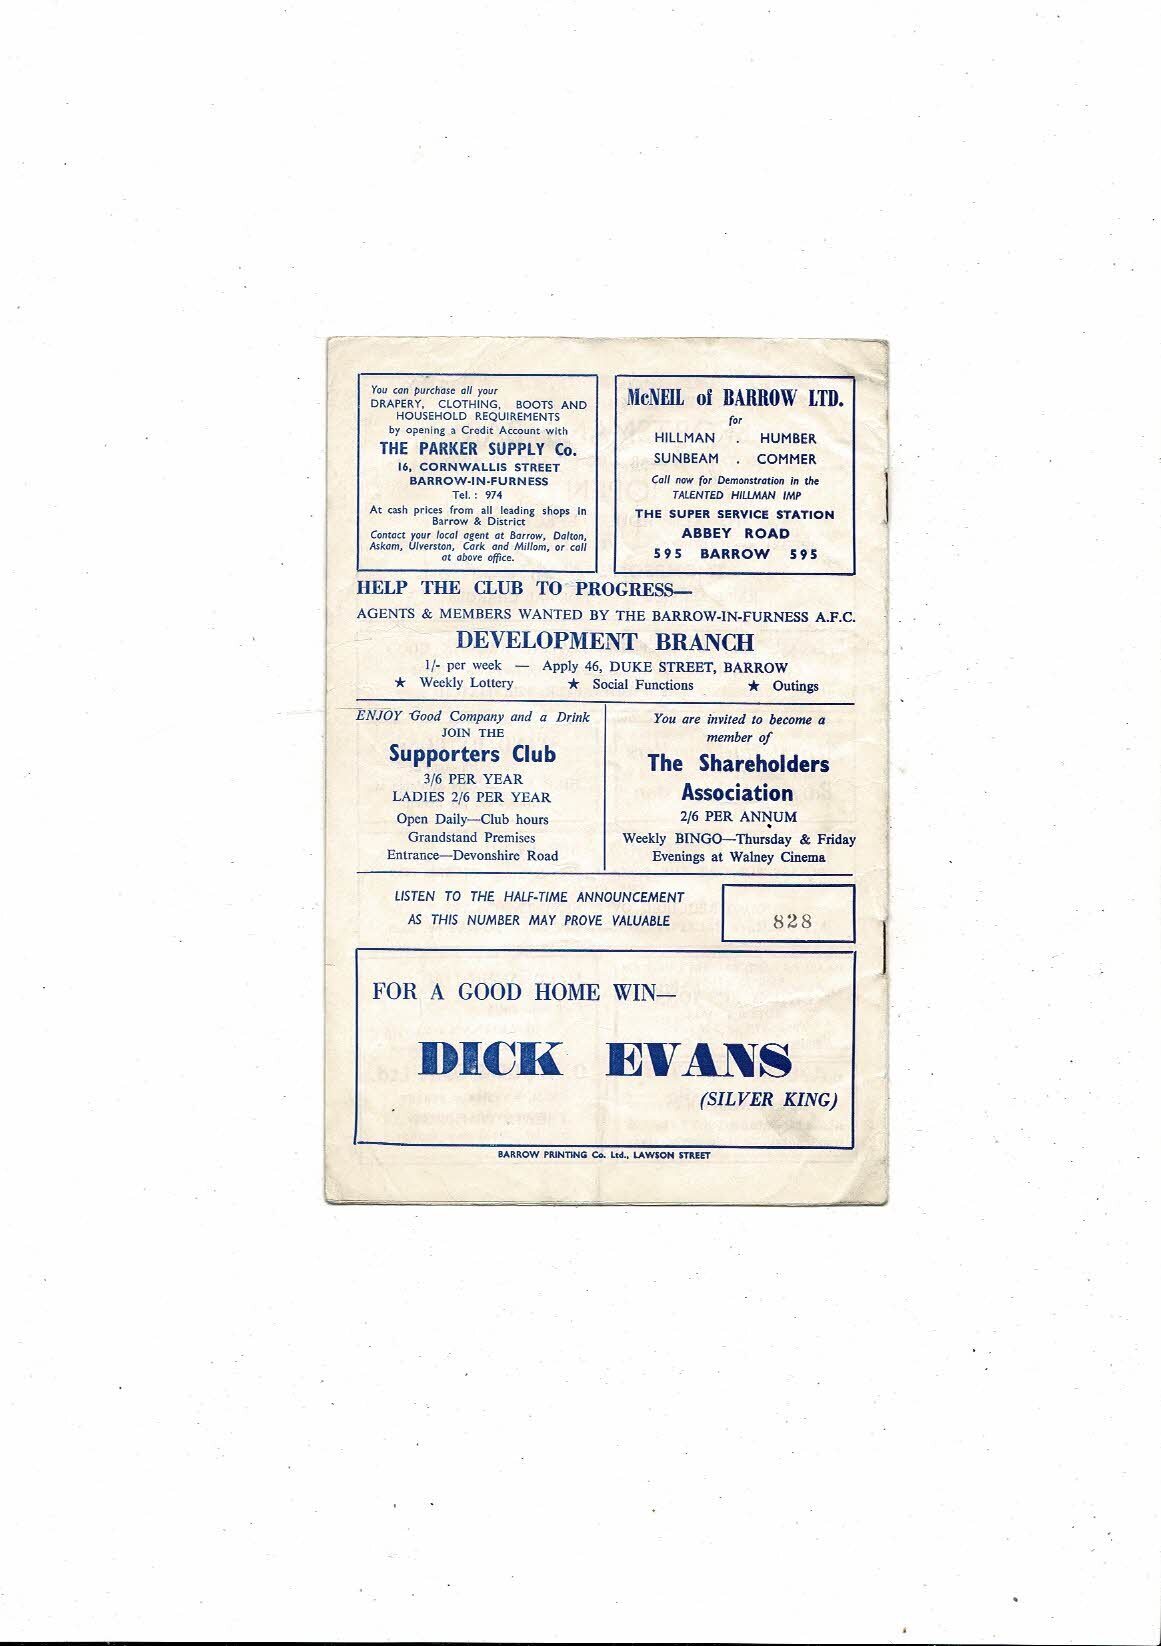 You can purchase all your
DRAPERY, CLOTHING, BOOTS AND
HOUSEHOLD REQUIREMENTS
by opening a Credit Account with
THE PARKER SUPPLY Co.
16, CORNWALLIS STREET
BARROW-IN-FURNESS
Tel. : 974
At cash prices from all leading shops in
Barrow & District
Contact your local agent at Barrow, Dalton,
Askam, Ulverston, Cark and Millom, or call
at above office.
McNEIL of BARROW LTD.
for
HILLMAN . HUMBER
SUNBEAM . COMMER
Call now for Demonstration in the
TALENTED HILLMAN IMP
THE SUPER SERVICE STATION
ABBEY ROAD
595 BARROW 595
HELP THE CLUB TO PROGRESS—
AGENTS & MEMBERS WANTED BY THE BARROW-IN-FURNESS A.F.C.
DEVELOPMENT BRANCH
1/- per week — Apply 46, DUKE STREET, BARROW
★ Weekly Lottery ★ Social Functions ★ Outings
ENJOY Good Company and a Drink
JOIN THE
Supporters Club
3/6 PER YEAR
LADIES 2/6 PER YEAR
Open Daily—Club hours
Grandstand Premises
Entrance—Devonshire Road
You are invited to become a
member of
The Shareholders
Association
2/6 PER ANNUM
Weekly BINGO—Thursday & Friday
Evenings at Walney Cinema
LISTEN TO THE HALF-TIME ANNOUNCEMENT
AS THIS NUMBER MAY PROVE VALUABLE
828
FOR A GOOD HOME WIN—
DICK EVANS
(SILVER KING)
BARROW PRINTING Co. Ltd., LAWSON STREET